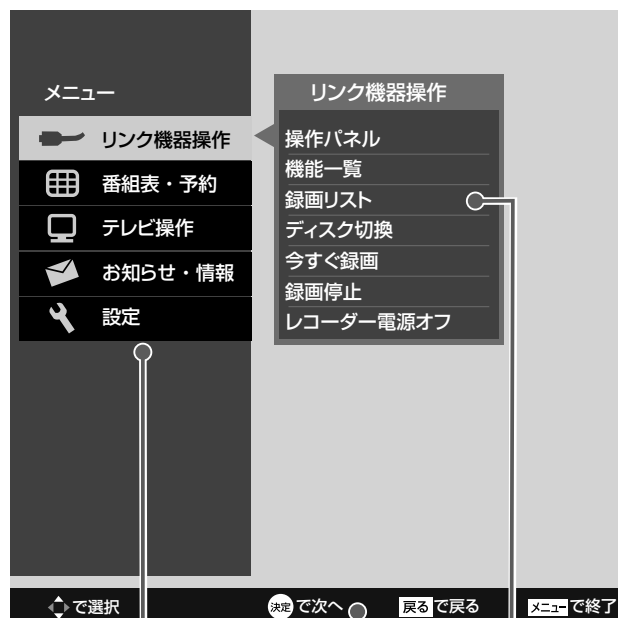 メニュー
リンク機器操作
番組表・予約
テレビ操作
お知らせ・情報
設定
リンク機器操作
操作パネル
機能一覧
録画リスト
ディスク切換
今すぐ録画
録画停止
レコーダー電源オフ
で選択 決定で次へ 戻るで戻る メニューで終了